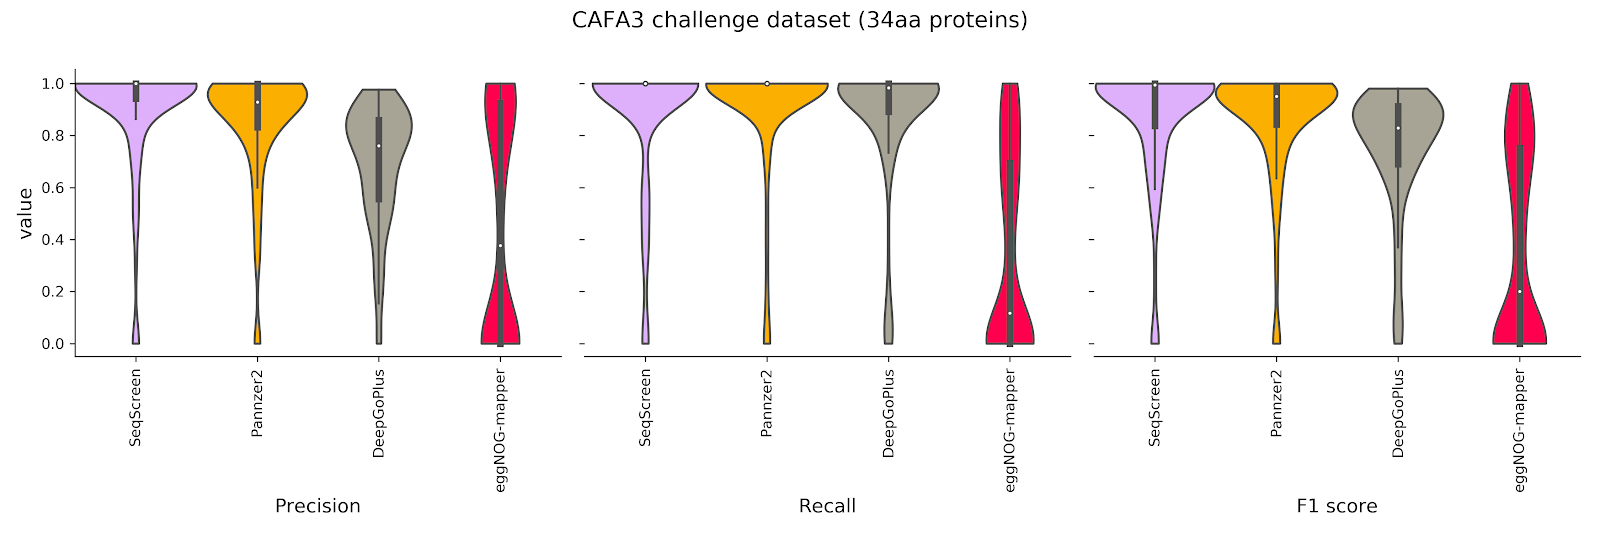 CAFA3 challenge dataset (34aa proteins)
value
1.0
0.8
0.6
0.4
0.2
0.0
SeqScreen
Pannzer2
DeepGoPlus
eggNOG-mapper
Precision
SeqScreen
Pannzer2
DeepGoPlus
eggNOG-mapper
Recall
SeqScreen
Pannzer2
DeepGoPlus
eggNOG-mapper
F1 score